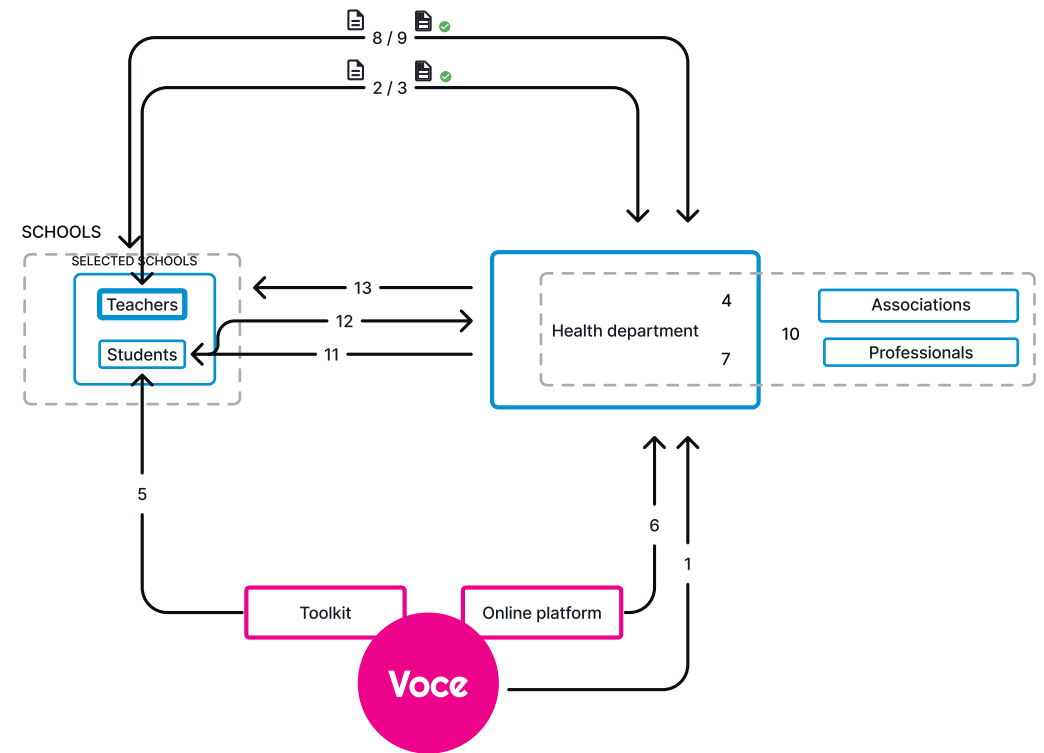 8 / 9
2 / 3
SCHOOLS
SELECTED SCHOOLS
Teachers
Students
13
12
11
4
Health department
7
10
Associations
Professionals
5
6
1
Toolkit
Online platform
Voce